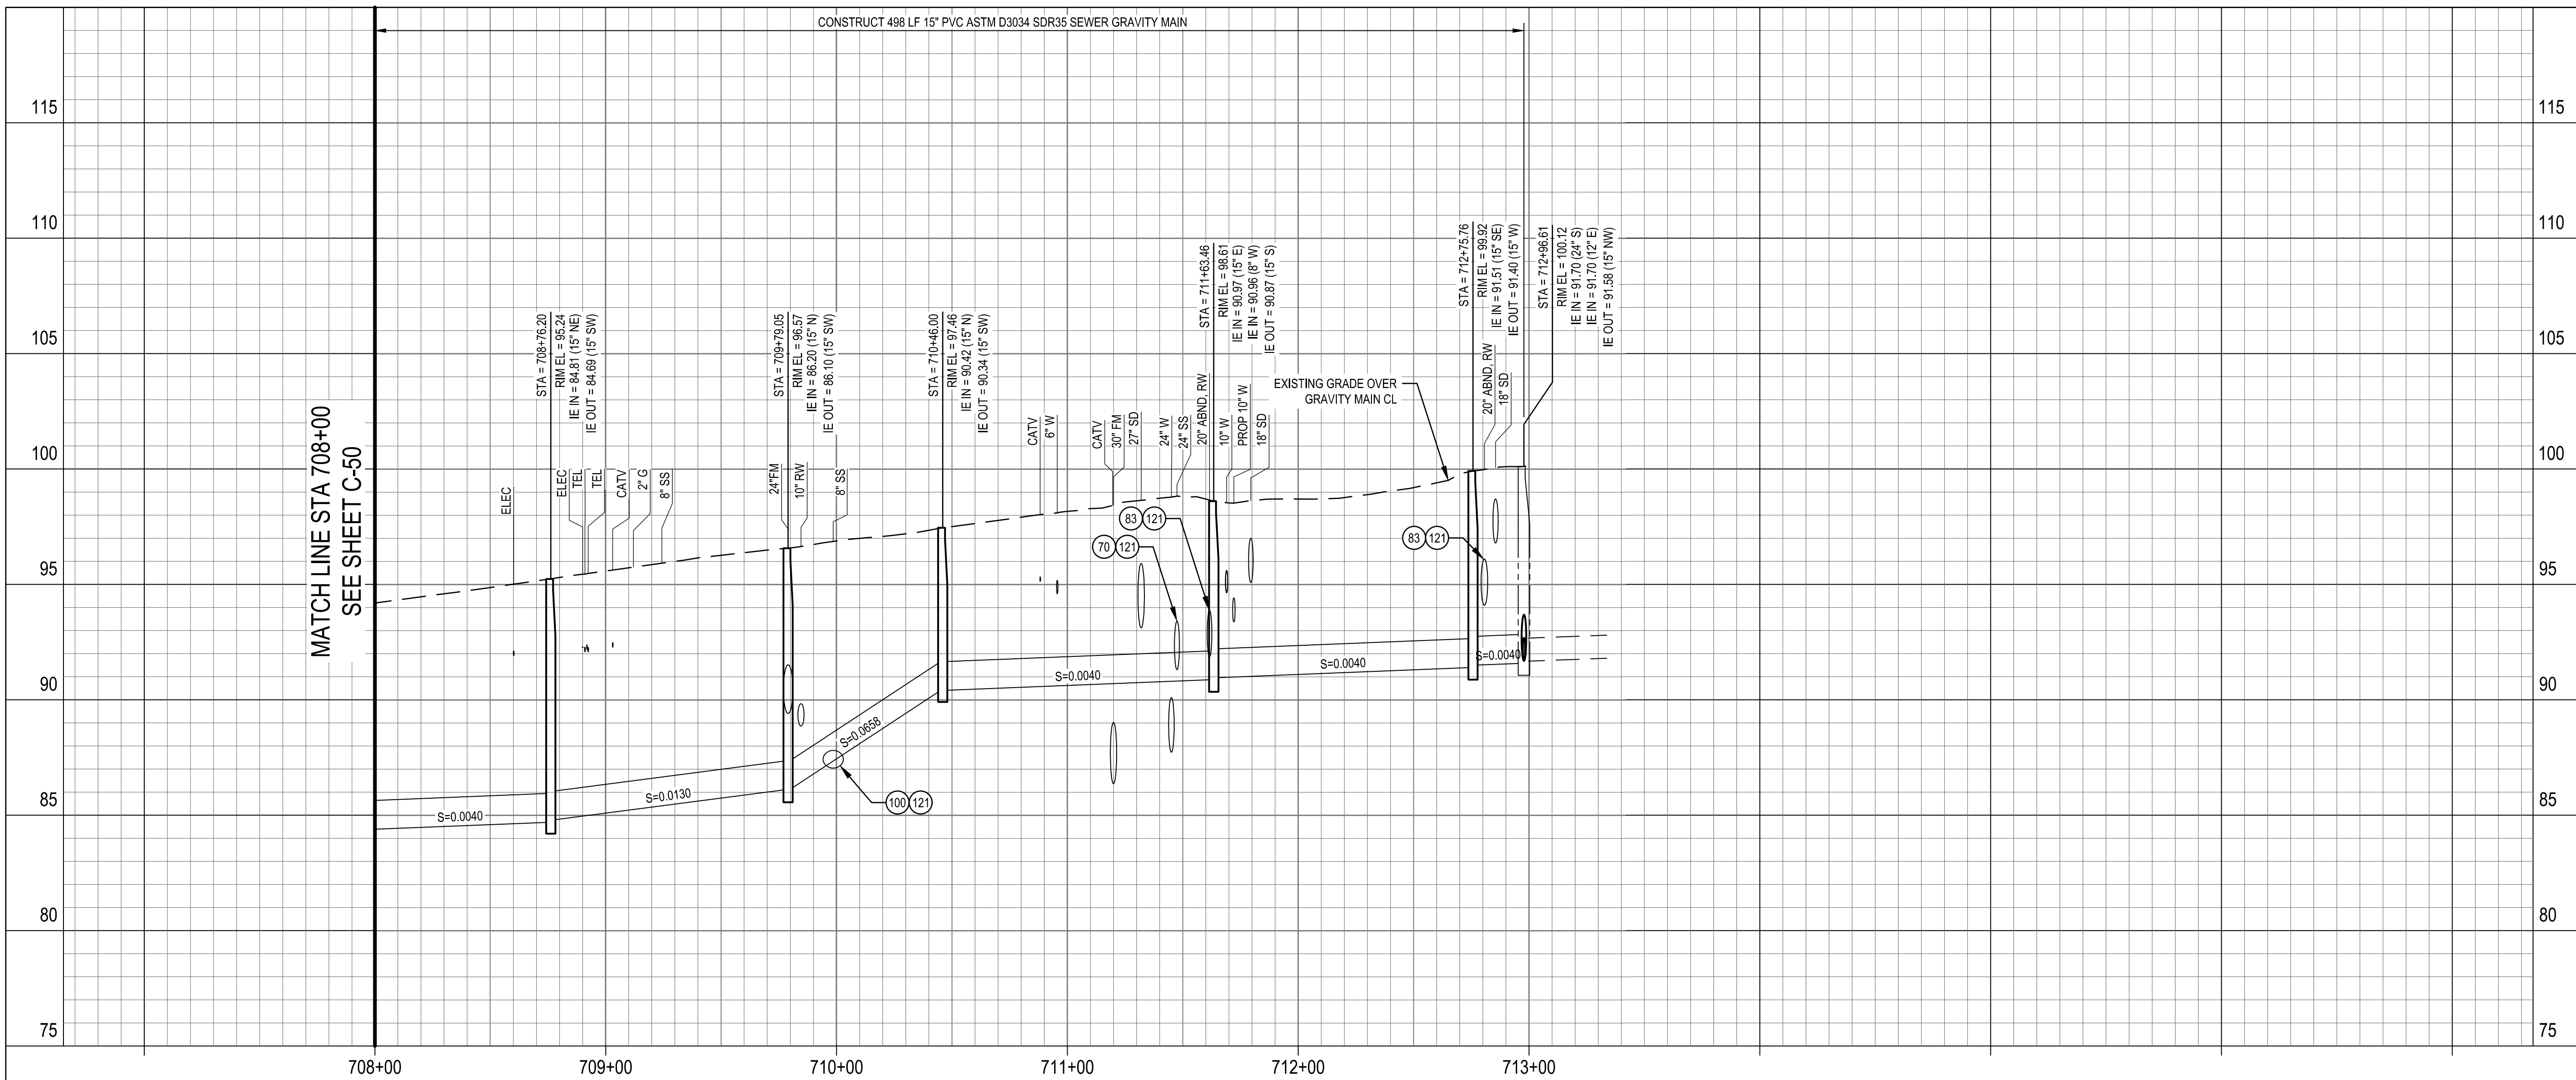 CONSTRUCT 498 LF 15" PVC ASTM D3034 SDR35 SEWER GRAVITY MAIN
115
115
110
110
105
105
100
100
95
95
90
90
85
85
80
80
75
75
MATCH LINE STA 708+00
SEE SHEET C-50
ELEC
STA = 708+76.20
RIM EL = 95.24
IE IN = 84.81 (15" NE)
IE OUT = 84.69 (15" SW)
ELEC
TEL
TEL
CATV
2" G
8" SS
STA = 709+79.05
RIM EL = 96.57
IE IN = 86.20 (15" N)
IE OUT = 86.10 (15" SW)
24"FM
10" RW
8" SS
STA = 710+46.00
RIM EL = 97.46
IE IN = 90.42 (15" N)
IE OUT = 90.34 (15" SW)
CATV
6" W
CATV
30" FM
27" SD
24" W
24" SS
20" ABND, RW
STA = 711+63.46
RIM EL = 98.61
IE IN = 90.97 (15" E)
IE IN = 90.96 (8" W)
IE OUT = 90.87 (15" S)
10" W
PROP 10" W
18" SD
EXISTING GRADE OVER
GRAVITY MAIN CL
STA = 712+75.76
RIM EL = 99.92
IE IN = 91.51 (15" SE)
IE OUT = 91.40 (15" W)
20" ABND, RW
18" SD
STA = 712+96.61
RIM EL = 100.12
IE IN = 91.70 (24" S)
IE IN = 91.70 (12" E)
IE OUT = 91.58 (15" NW)
83 121
70 121
83 121
100 121
S=0.0040
S=0.0130
S=0.0658
S=0.0040
S=0.0040
S=0.0040
708+00
709+00
710+00
711+00
712+00
713+00